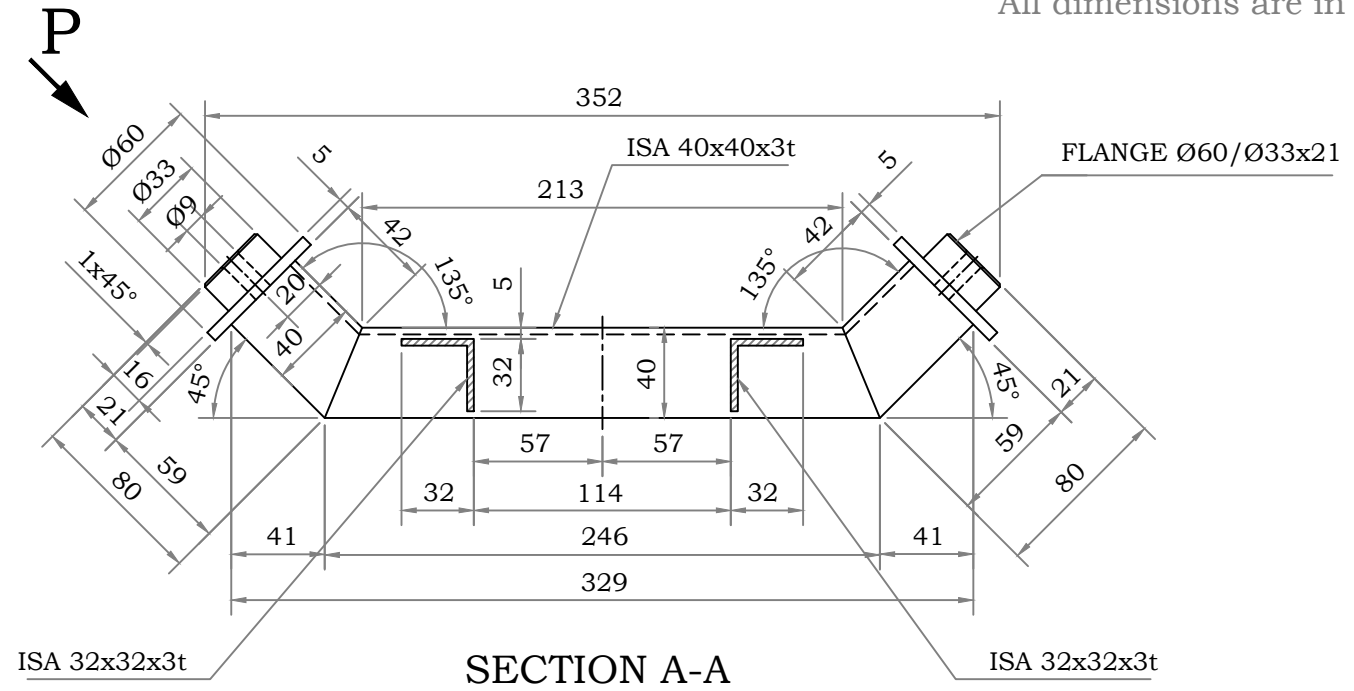 All dimensions are in
P
352
ISA 40x40x3t
FLANGE Ø60/Ø33x21
Ø60
Ø33
Ø9
5
213
5
42
42
135°
135°
1x45°
20
40
5
32
40
16
21
45°
45°
21
59
80
59
80
57
57
32
114
32
41
246
41
329
ISA 32x32x3t
SECTION A-A
ISA 32x32x3t